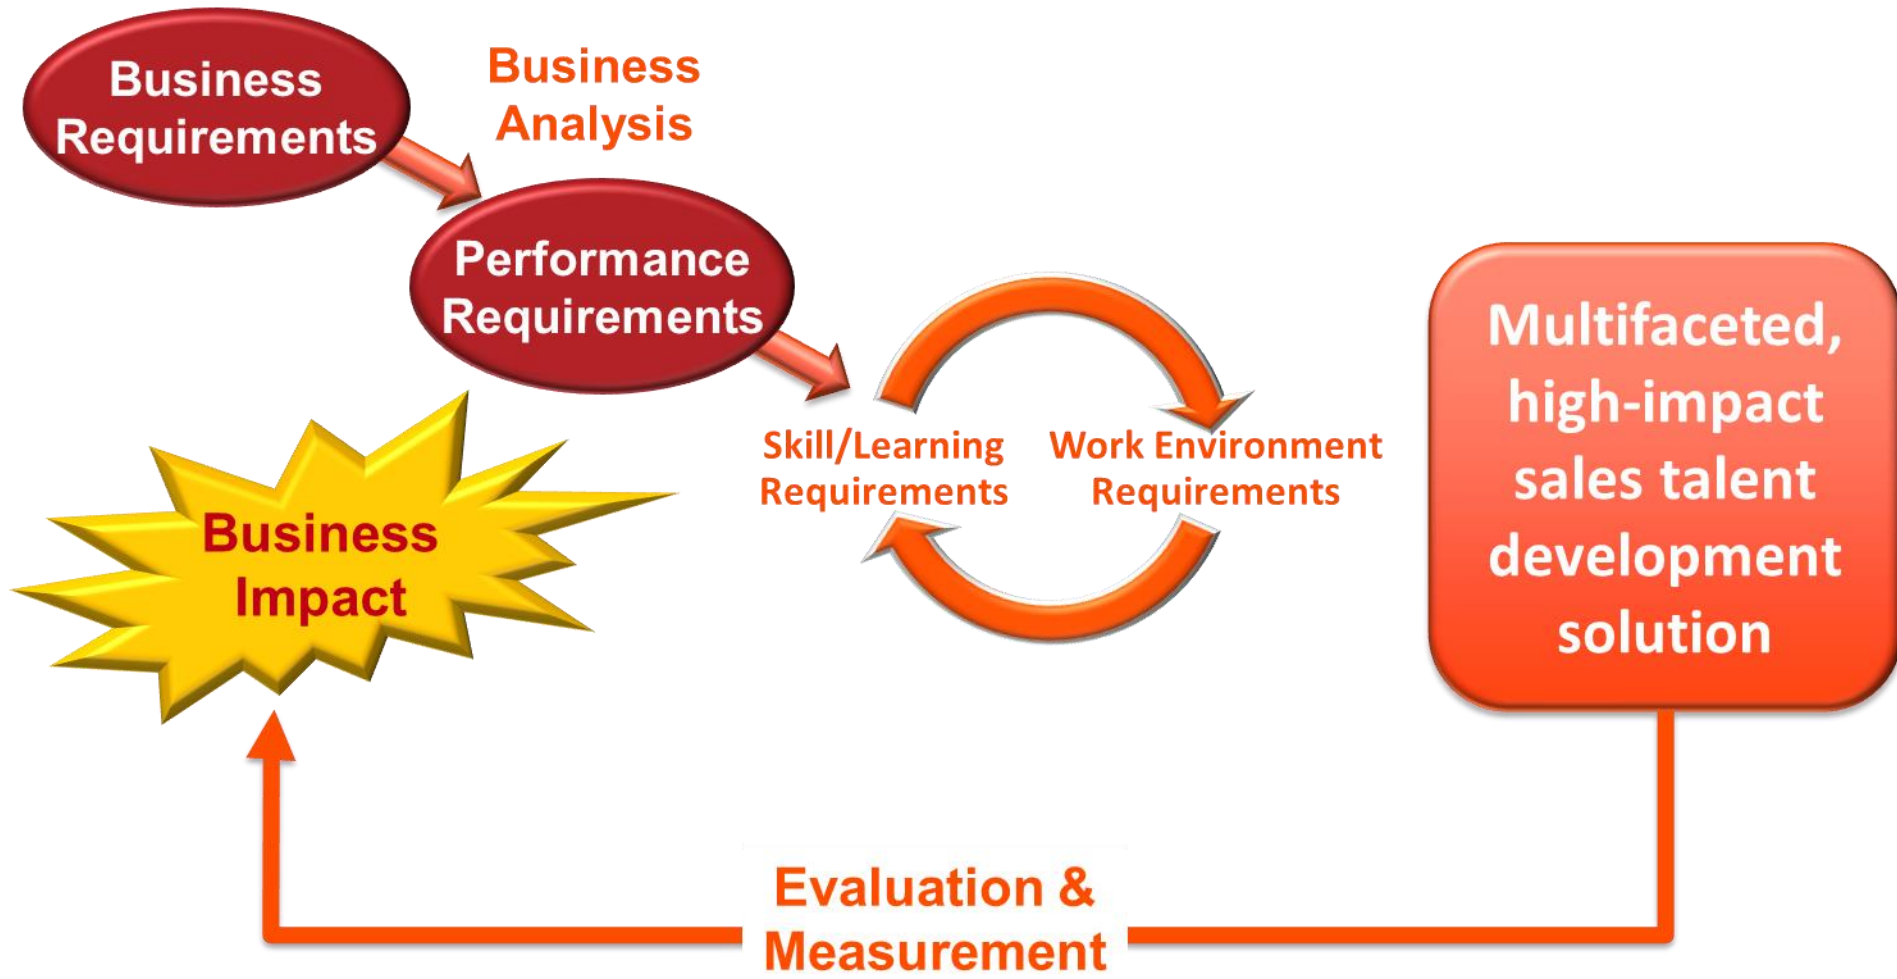 Business
Requirements
Business
Analysis
Performance
Requirements
Skill/Learning
Requirements
Work Environment
Requirements
Multifaceted,
high-impact
sales talent
development
solution
Business
Impact
Evaluation &
Measurement